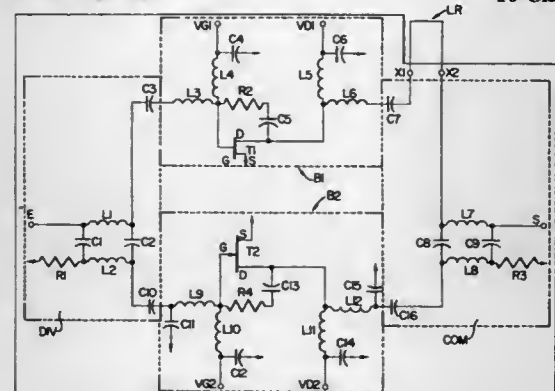 LR
VG1 VD1
C4 C6
X1 X2
C3 L3 L4 R2 L5 L6
C5 C7
D
G T1 S
B1
B2
E L1 L7 S
S
G T2
C1 C2 D C8 C9
R1 L2 C10 L9 R4 C13 C15 L8 R3
L12
C11 L10 L11 C16
DIV C12 C14 COM
VG2 VD2